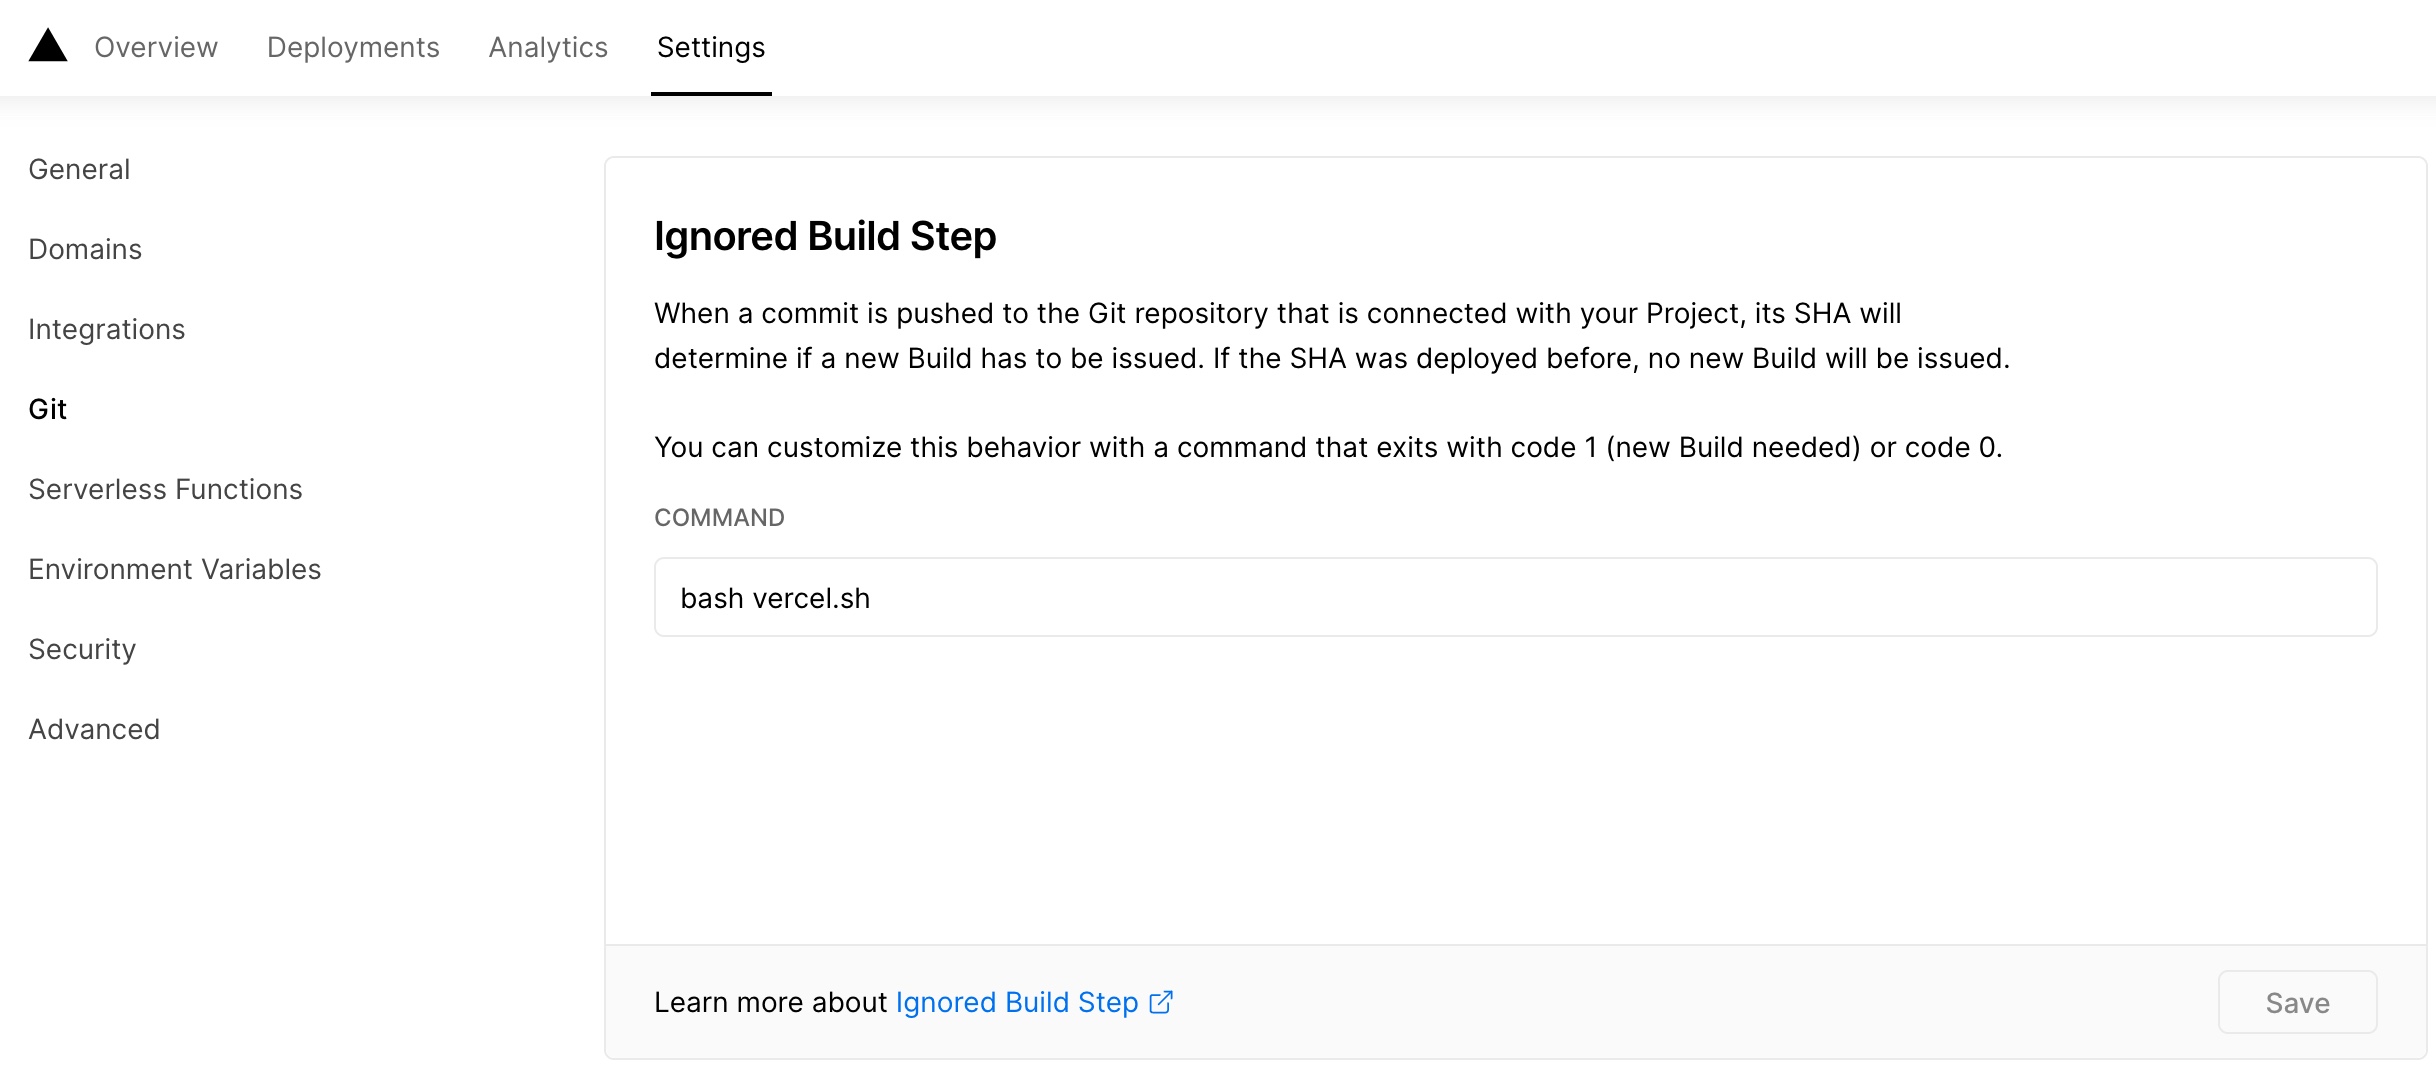 Overview Deployments Analytics Settings
General
Domains
Integrations
Git
Serverless Functions
Environment Variables
Security
Advanced
Ignored Build Step
When a commit is pushed to the Git repository that is connected with your Project, its SHA will
determine if a new Build has to be issued. If the SHA was deployed before, no new Build will be issued.
You can customize this behavior with a command that exits with code 1 (new Build needed) or code 0.
COMMAND
bash vercel.sh
Learn more about Ignored Build Step
Save